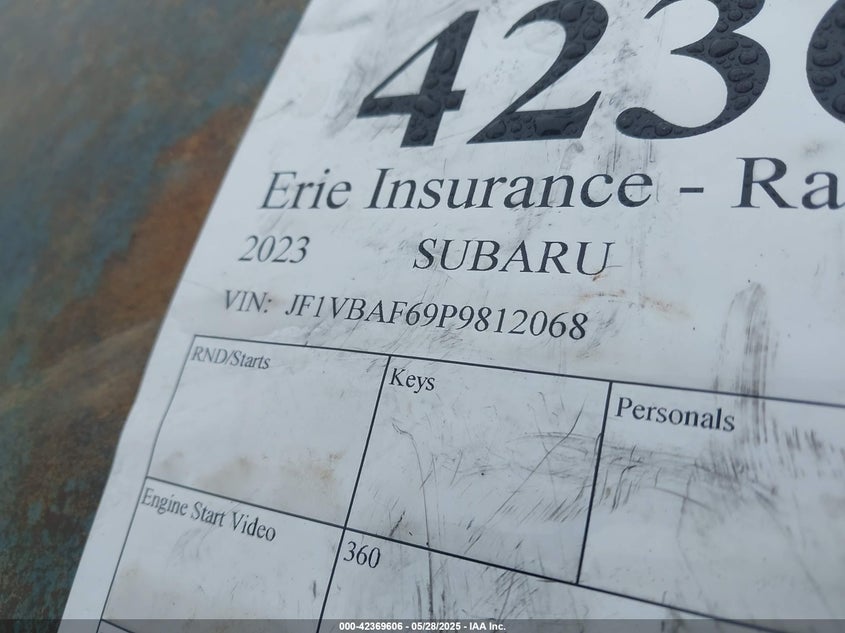 423
Erie Insurance - Ra
2023 SUBARU
VIN: JF1VBAF69P9812068
RND/Starts
Keys
Personals
Engine Start Video
360
000-42369606 - 05/28/2025 - IAA Inc.